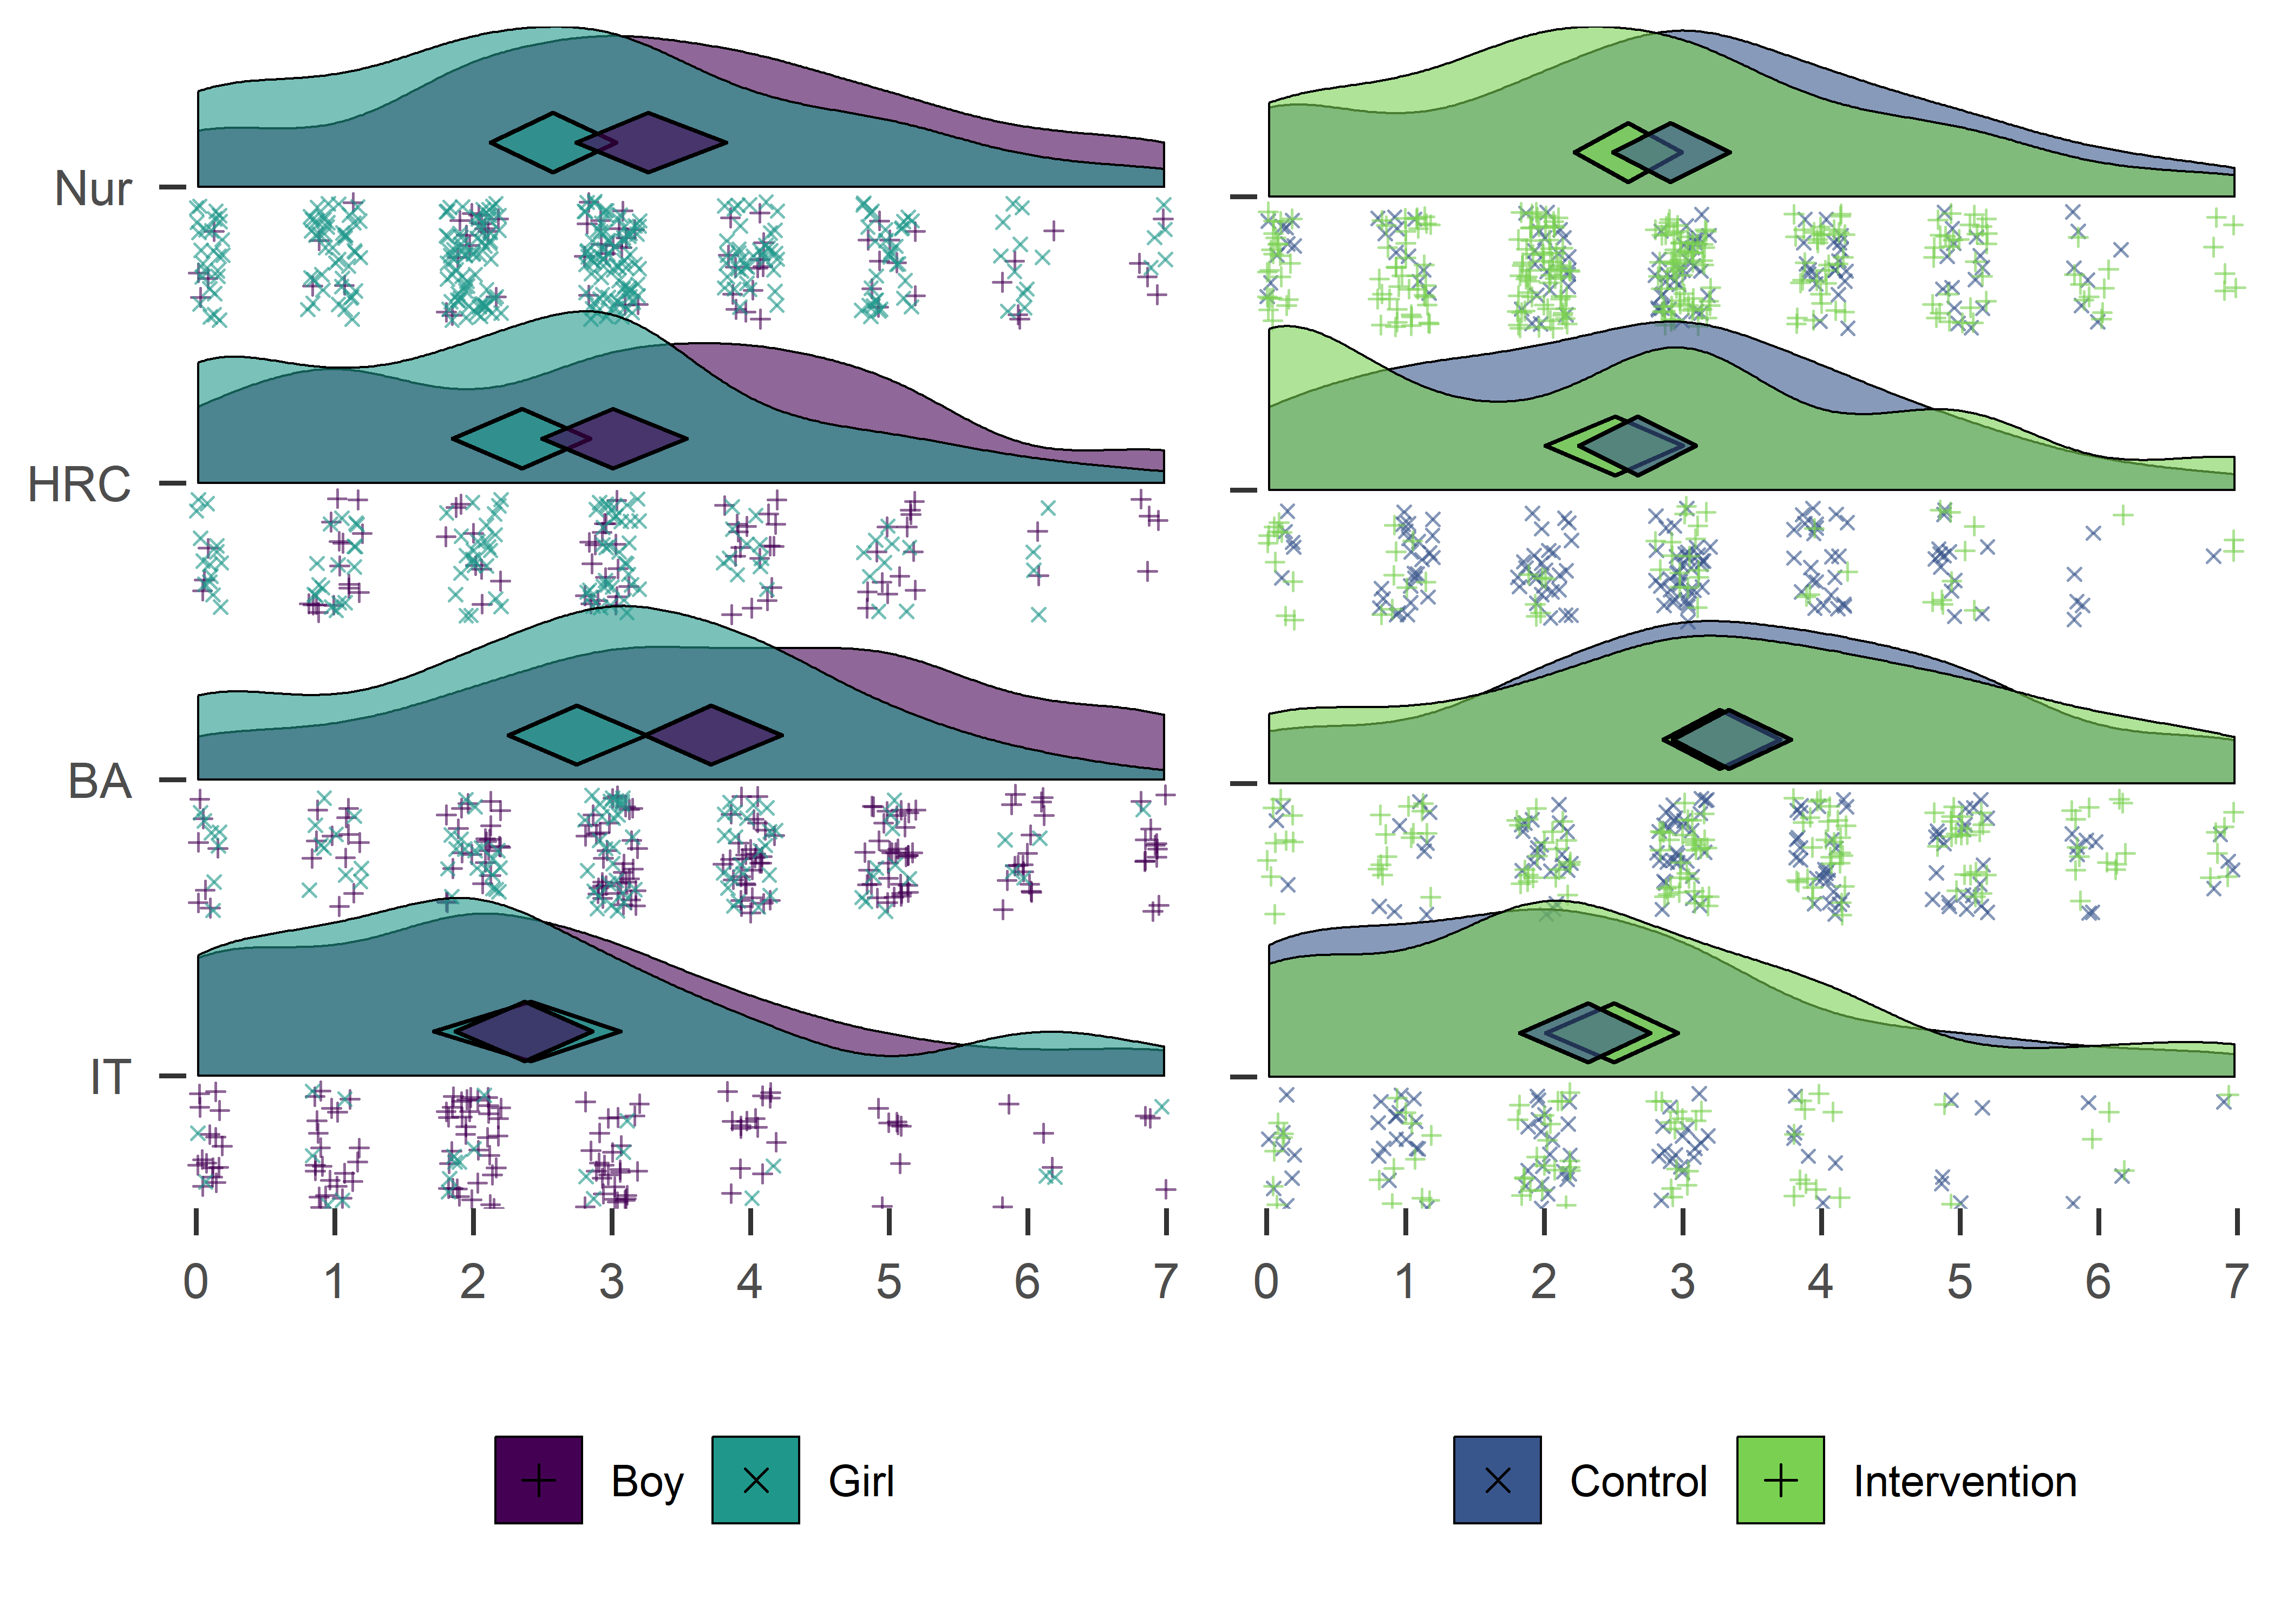 Nur
HRC
BA
IT
0 1 2 3 4 5 6 7
0 1 2 3 4 5 6 7
Boy Girl
Control Intervention